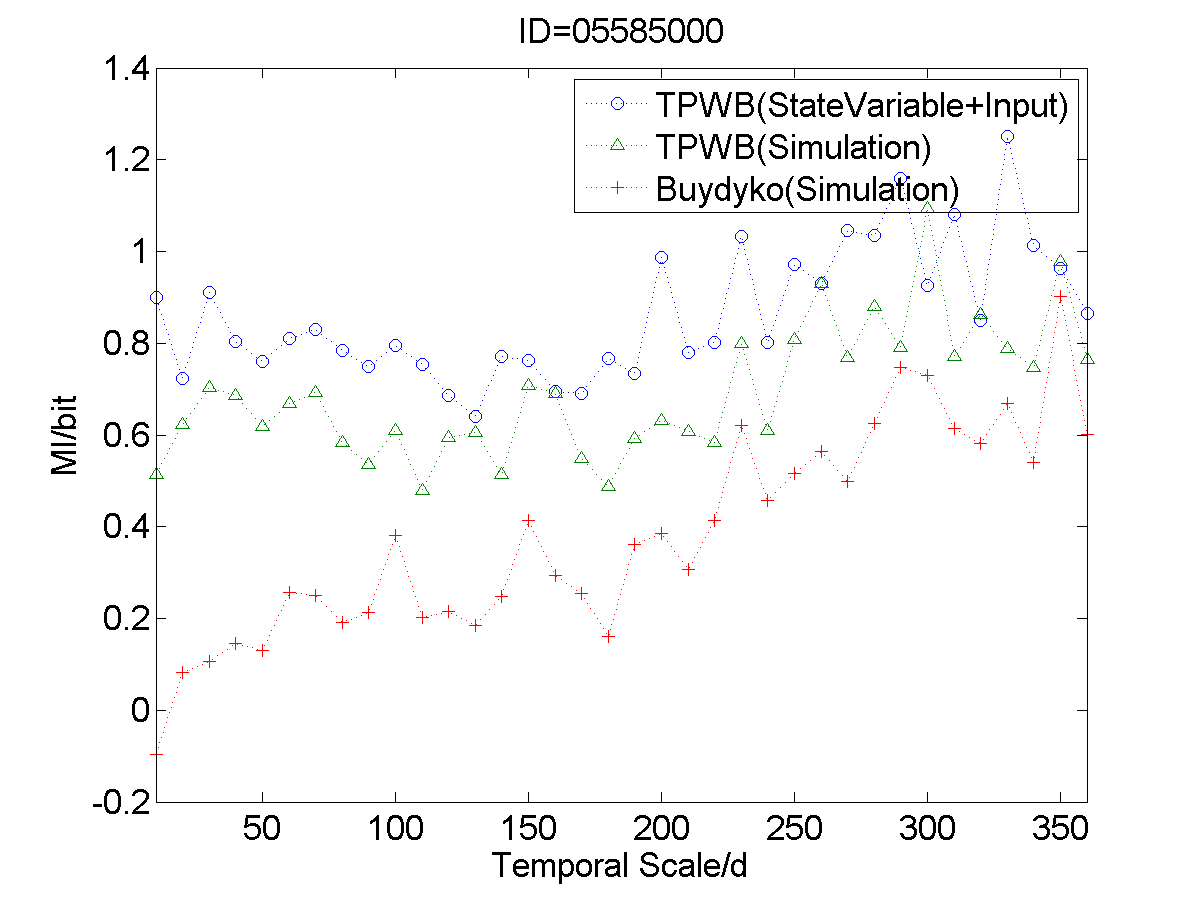 ID=05585000
1.4
1.2
1
0.8
0.6
0.4
0.2
0
-0.2
MI/bit
TPWB(StateVariable+Input)
TPWB(Simulation)
Buydyko(Simulation)
50 100 150 200 250 300 350
Temporal Scale/d